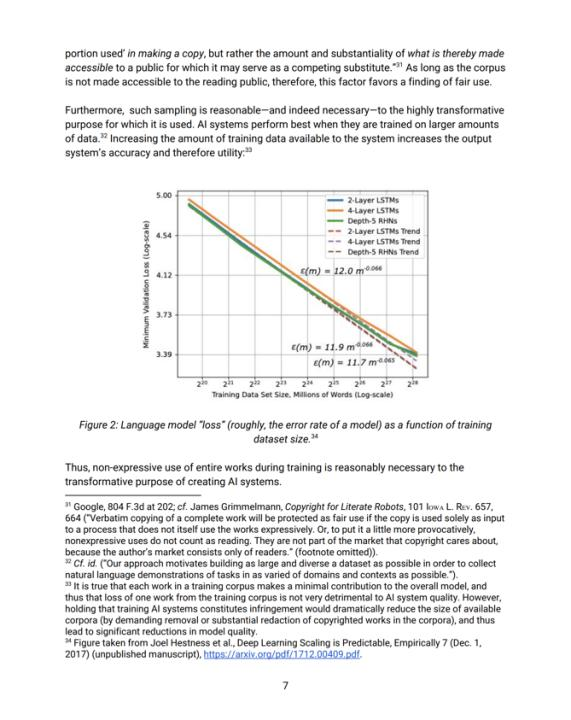 portion used’ in making a copy, but rather the amount and substantiality of what is thereby made
accessible to a public for which it may serve as a competing substitute.”31 As long as the corpus
is not made accessible to the reading public, therefore, this factor favors a finding of fair use.
Furthermore, such sampling is reasonable—and indeed necessary—to the highly transformative
purpose for which it is used. AI systems perform best when they are trained on larger amounts
of data.32 Increasing the amount of training data available to the system increases the output
system’s accuracy and therefore utility:33
5.00
4.54
4.12
3.73
3.39
Minimum Validation Loss (Log-scale)
2-Layer LSTMs
4-Layer LSTMs
Depth-5 RHNs
2-Layer LSTMs Trend
4-Layer LSTMs Trend
Depth-5 RHNs Trend
ε(m) = 12.0 m-0.066
ε(m) = 11.9 m-0.066
ε(m) = 11.7 m-0.065
2^20 2^21 2^22 2^23 2^24 2^25 2^26 2^27 2^28
Training Data Set Size, Millions of Words (Log-scale)
Figure 2: Language model “loss” (roughly, the error rate of a model) as a function of training
dataset size.34
Thus, non-expressive use of entire works during training is reasonably necessary to the
transformative purpose of creating AI systems.
31 Google, 804 F.3d at 202; cf. James Grimmelmann, Copyright for Literate Robots, 101 Iowa L. Rev. 657,
664 (“Verbatim copying of a complete work will be protected as fair use if the copy is used solely as input
to a process that does not itself use the works expressively. Or, to put it a little more provocatively,
nonexpressive uses do not count as reading. They are not part of the market that copyright cares about,
because the author’s market consists only of readers.” (footnote omitted)).
32 Cf. id. (“Our approach motivates building as large and diverse a dataset as possible in order to collect
natural language demonstrations of tasks in as varied of domains and contexts as possible.”).
33 It is true that each work in a training corpus makes a minimal contribution to the overall model, and
thus that loss of one work from the training corpus is not very detrimental to AI system quality. However,
holding that training AI systems constitutes infringement would dramatically reduce the size of available
corpora (by demanding removal or substantial redaction of copyrighted works in the corpora), and thus
lead to significant reductions in model quality.
34 Figure taken from Joel Hestness et al., Deep Learning Scaling is Predictable, Empirically 7 (Dec. 1,
2017) (unpublished manuscript), https://arxiv.org/pdf/1712.00409.pdf.
7